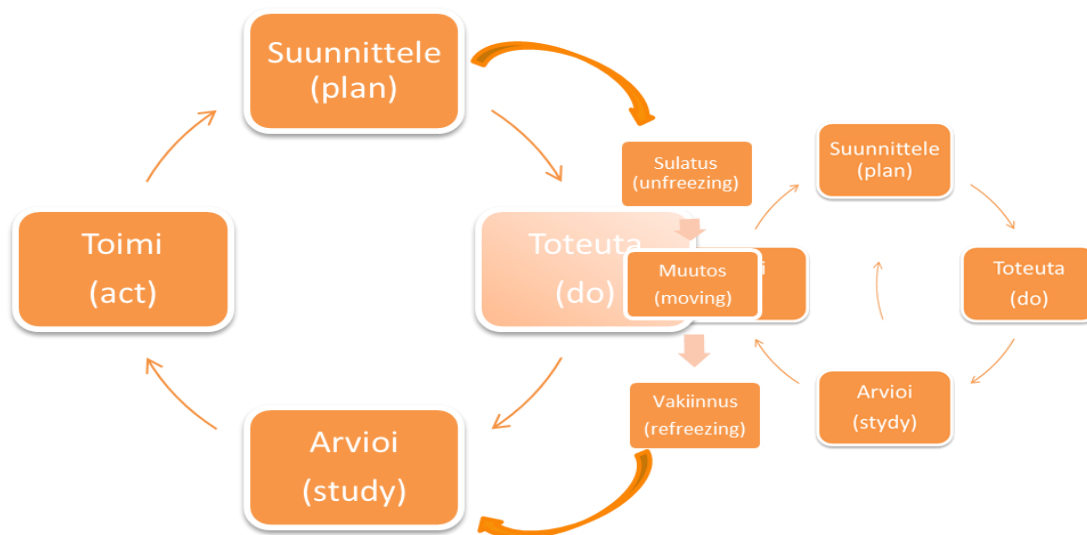 Suunnittele
(plan)
Toimi
(act)
Toteuta
(do)
Arvioi
(study)
Sulatus
(unfreezing)
Muutos
(moving)
Vakiinnus
(refreezing)
Suunnittele
(plan)
Toteuta
(do)
Arvioi
(stydy)